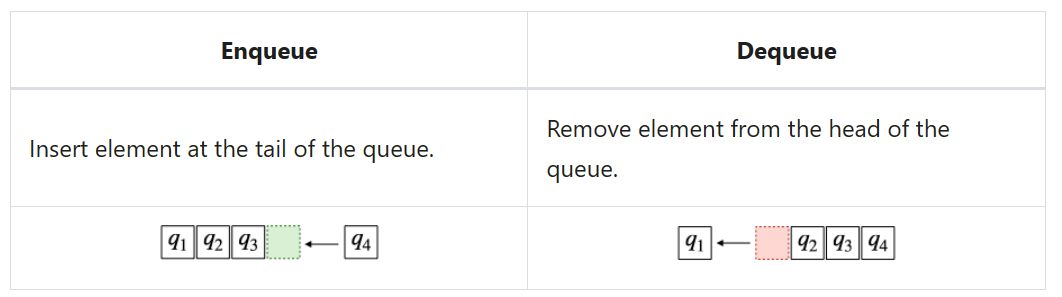 Enqueue
Dequeue
Insert element at the tail of the queue.
Remove element from the head of the
queue.
q₁ q₂ q₃ ← q₄
q₁ ← q₂ q₃ q₄